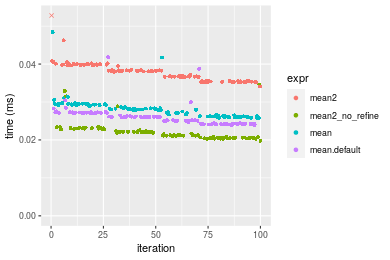 time (ms)
0.04
0.02
0.00
0
25
50
75
100
iteration
expr
mean2
mean2_no_refine
mean
mean.default